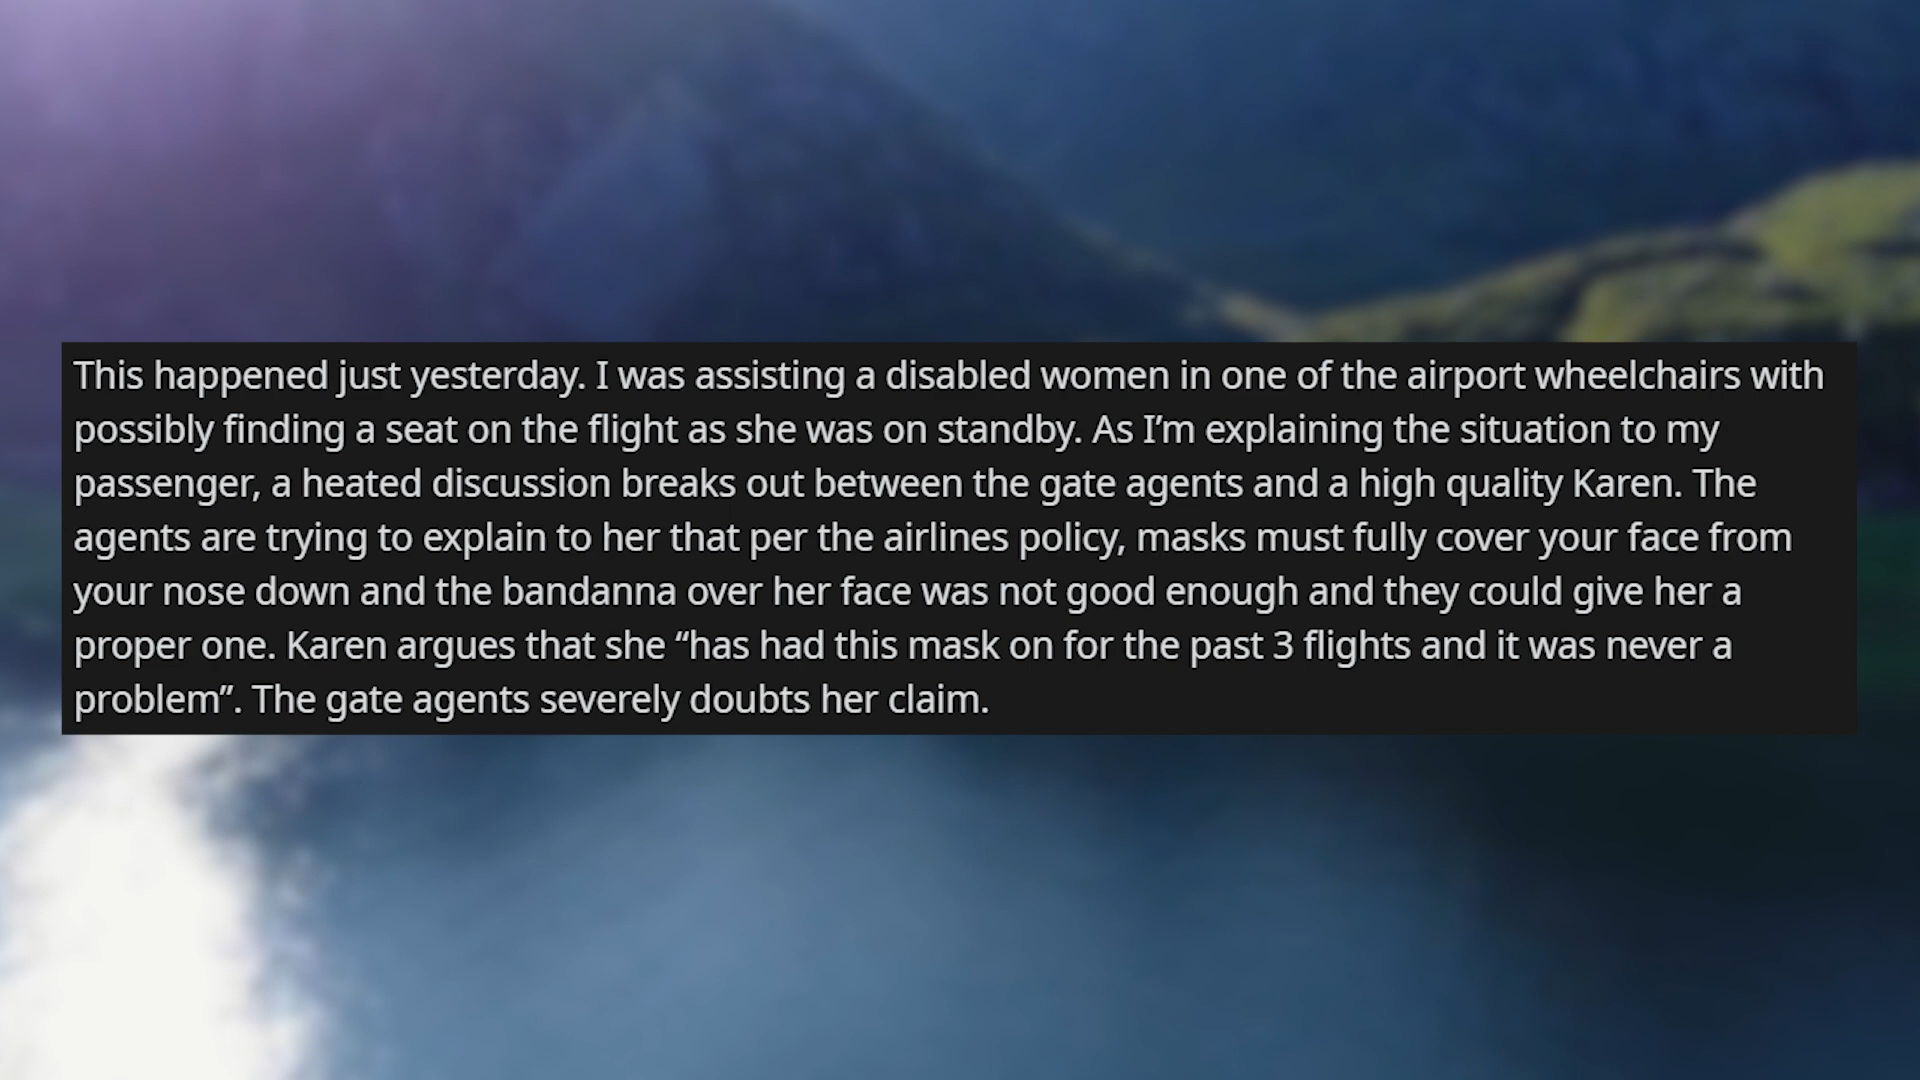 This happened just yesterday. I was assisting a disabled women in one of the airport wheelchairs with
possibly finding a seat on the flight as she was on standby. As I’m explaining the situation to my
passenger, a heated discussion breaks out between the gate agents and a high quality Karen. The
agents are trying to explain to her that per the airlines policy, masks must fully cover your face from
your nose down and the bandanna over her face was not good enough and they could give her a
proper one. Karen argues that she “has had this mask on for the past 3 flights and it was never a
problem”. The gate agents severely doubts her claim.